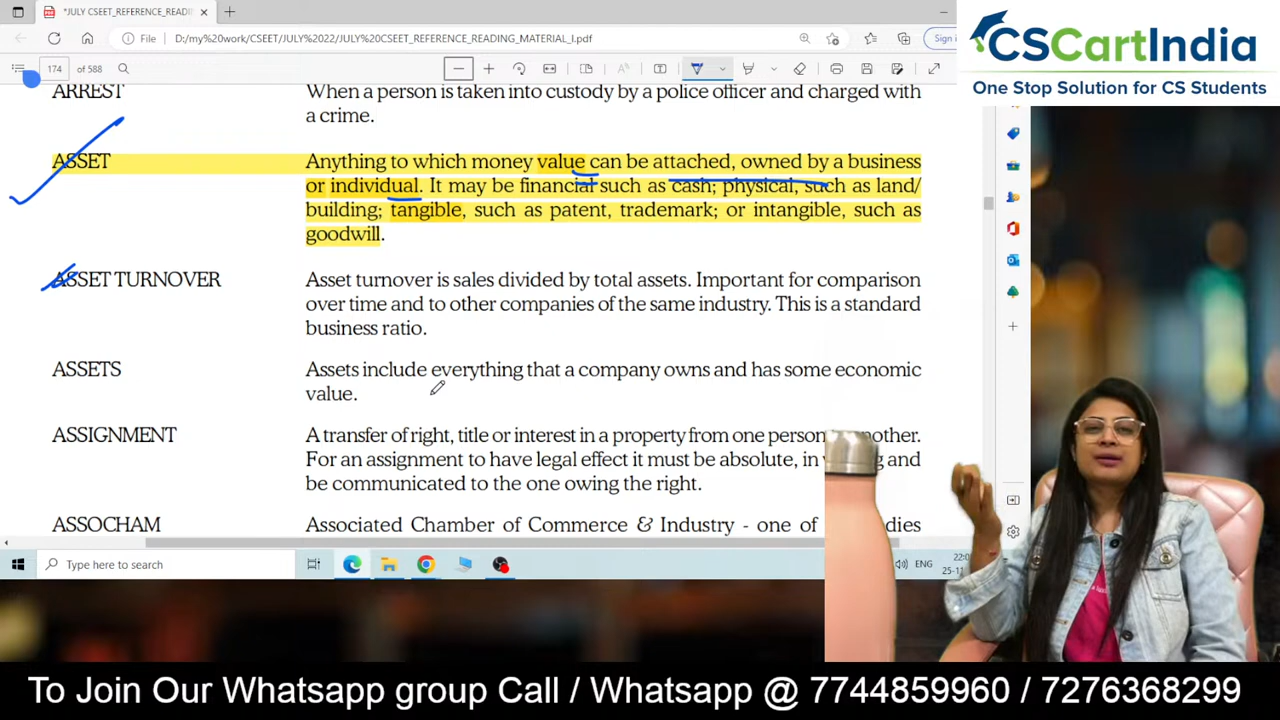 *JULY CSEET_REFERENCE_READI
File
D:/my%20work/CSEET/JULY%202022/JULY%20CSEET_REFERENCE_READING_MATERIAL_I.pdf
Sign i
174 of 588
CSCartIndia
One Stop Solution for CS Students
ARREST When a person is taken into custody by a police officer and charged with
a crime.
ASSET Anything to which money value can be attached, owned by a business
or individual. It may be financial such as cash; physical, such as land/
building; tangible, such as patent, trademark; or intangible, such as
goodwill.
ASSET TURNOVER Asset turnover is sales divided by total assets. Important for comparison
over time and to other companies of the same industry. This is a standard
business ratio.
ASSETS Assets include everything that a company owns and has some economic
value.
ASSIGNMENT A transfer of right, title or interest in a property from one person
For an assignment to have legal effect it must be absolute, in and
be communicated to the one owing the right.
ASSOCHAM Associated Chamber of Commerce & Industry - one of
Type here to search
ENG
To Join Our Whatsapp group Call / Whatsapp @ 7744859960 / 7276368299